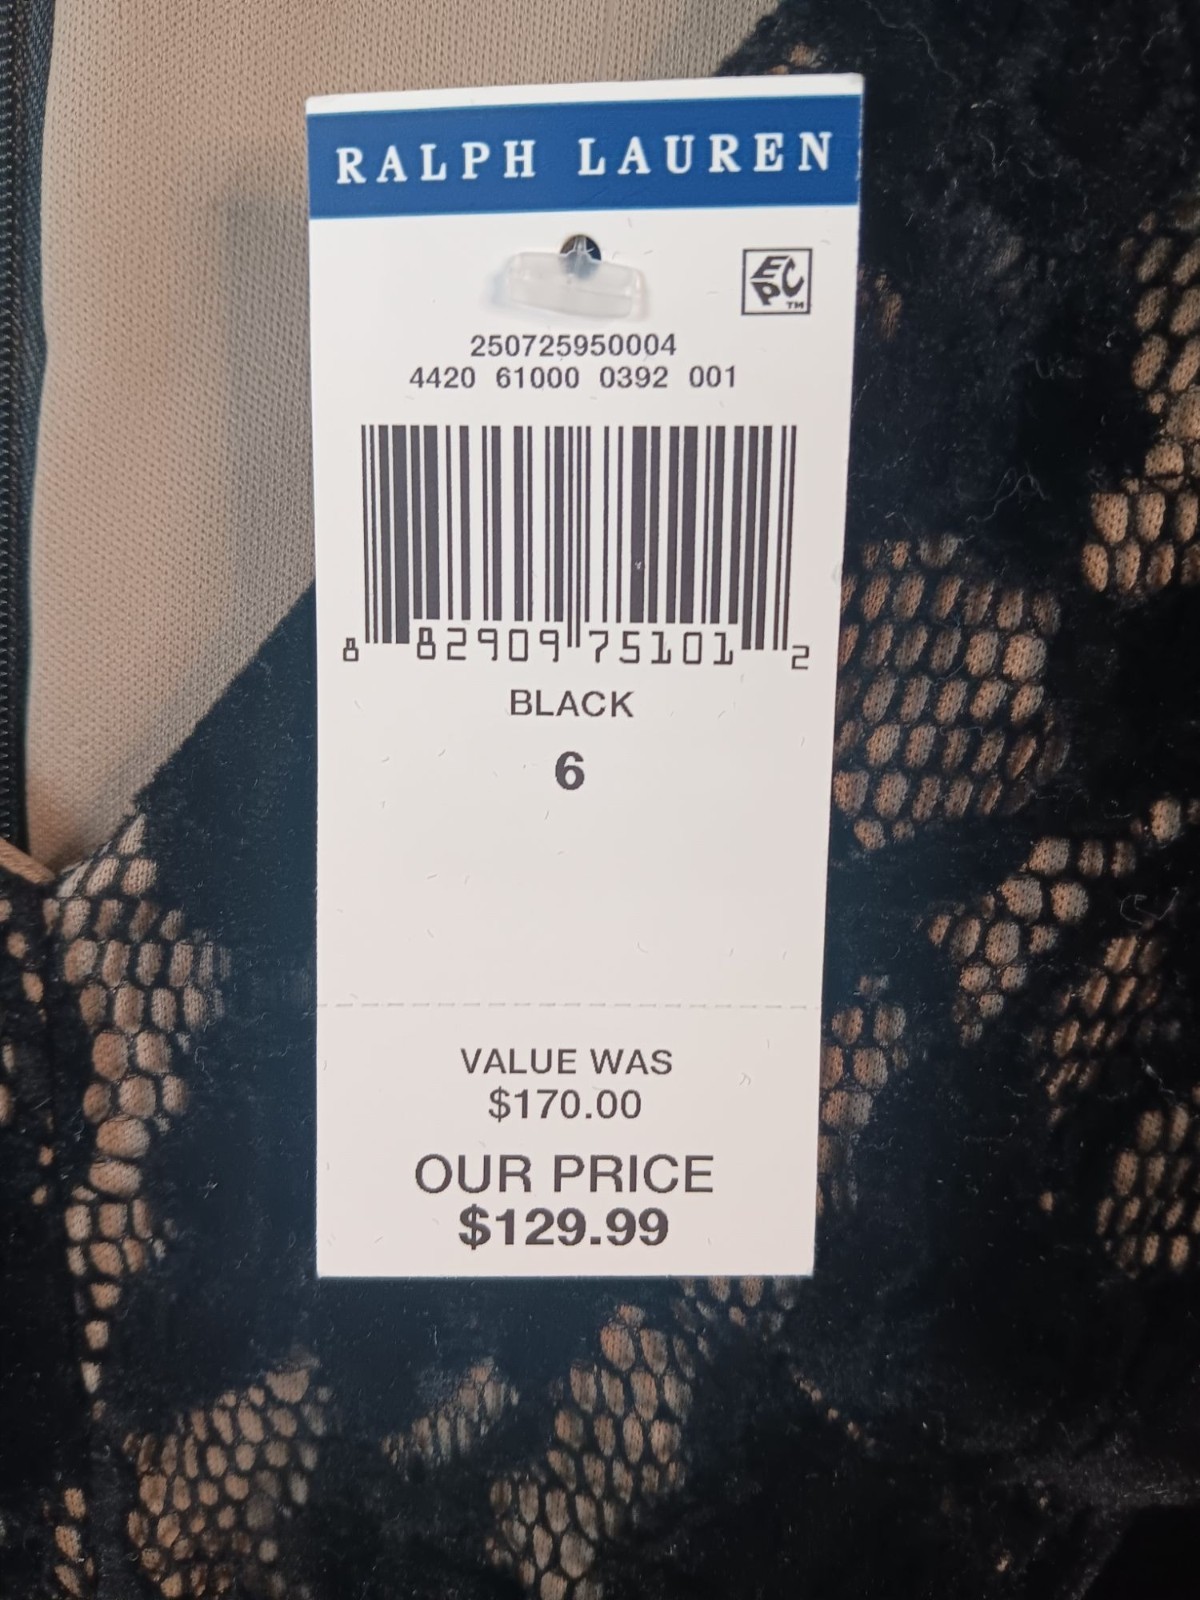 RALPH LAUREN
EPC™
250725950004
4420 61000 0392 001
8 82909 75101 2
BLACK
6
VALUE WAS
$170.00
OUR PRICE
$129.99